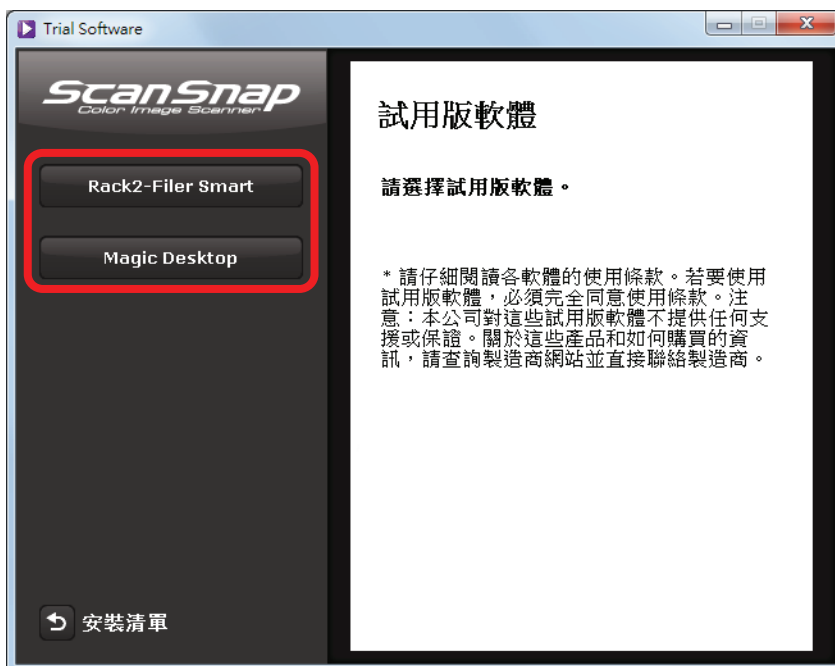 Trial Software
ScanSnap
Color Image Scanner
Rack2-Filer Smart
Magic Desktop
安裝清單
試用版軟體
請選擇試用版軟體。
* 請仔細閱讀各軟體的使用條款。若要使用
試用版軟體，必須完全同意使用條款。注
意：本公司對這些試用版軟體不提供任何支
援或保證。關於這些產品和如何購買的資
訊，請查詢製造商網站並直接聯絡製造商。